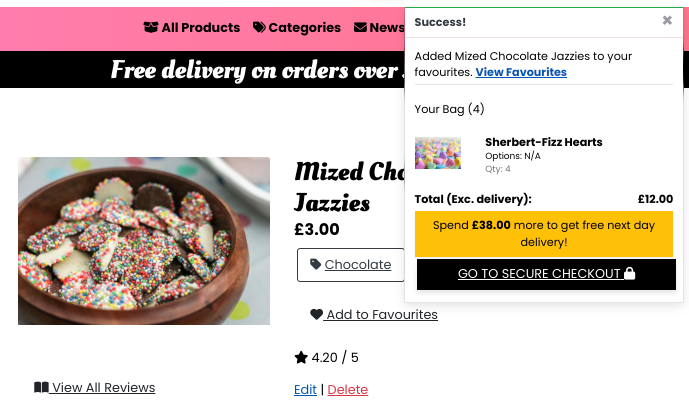 All Products Categories News
Free delivery on orders over
Success!
Added Mized Chocolate Jazzies to your
favourites. View Favourites
Your Bag (4)
Sherbert-Fizz Hearts
Options: N/A
Qty: 4
Total (Exc. delivery): £12.00
Spend £38.00 more to get free next day
delivery!
GO TO SECURE CHECKOUT
Mized
Jazzies
£3.00
Chocolate
Add to Favourites
4.20 / 5
View All Reviews
Edit | Delete